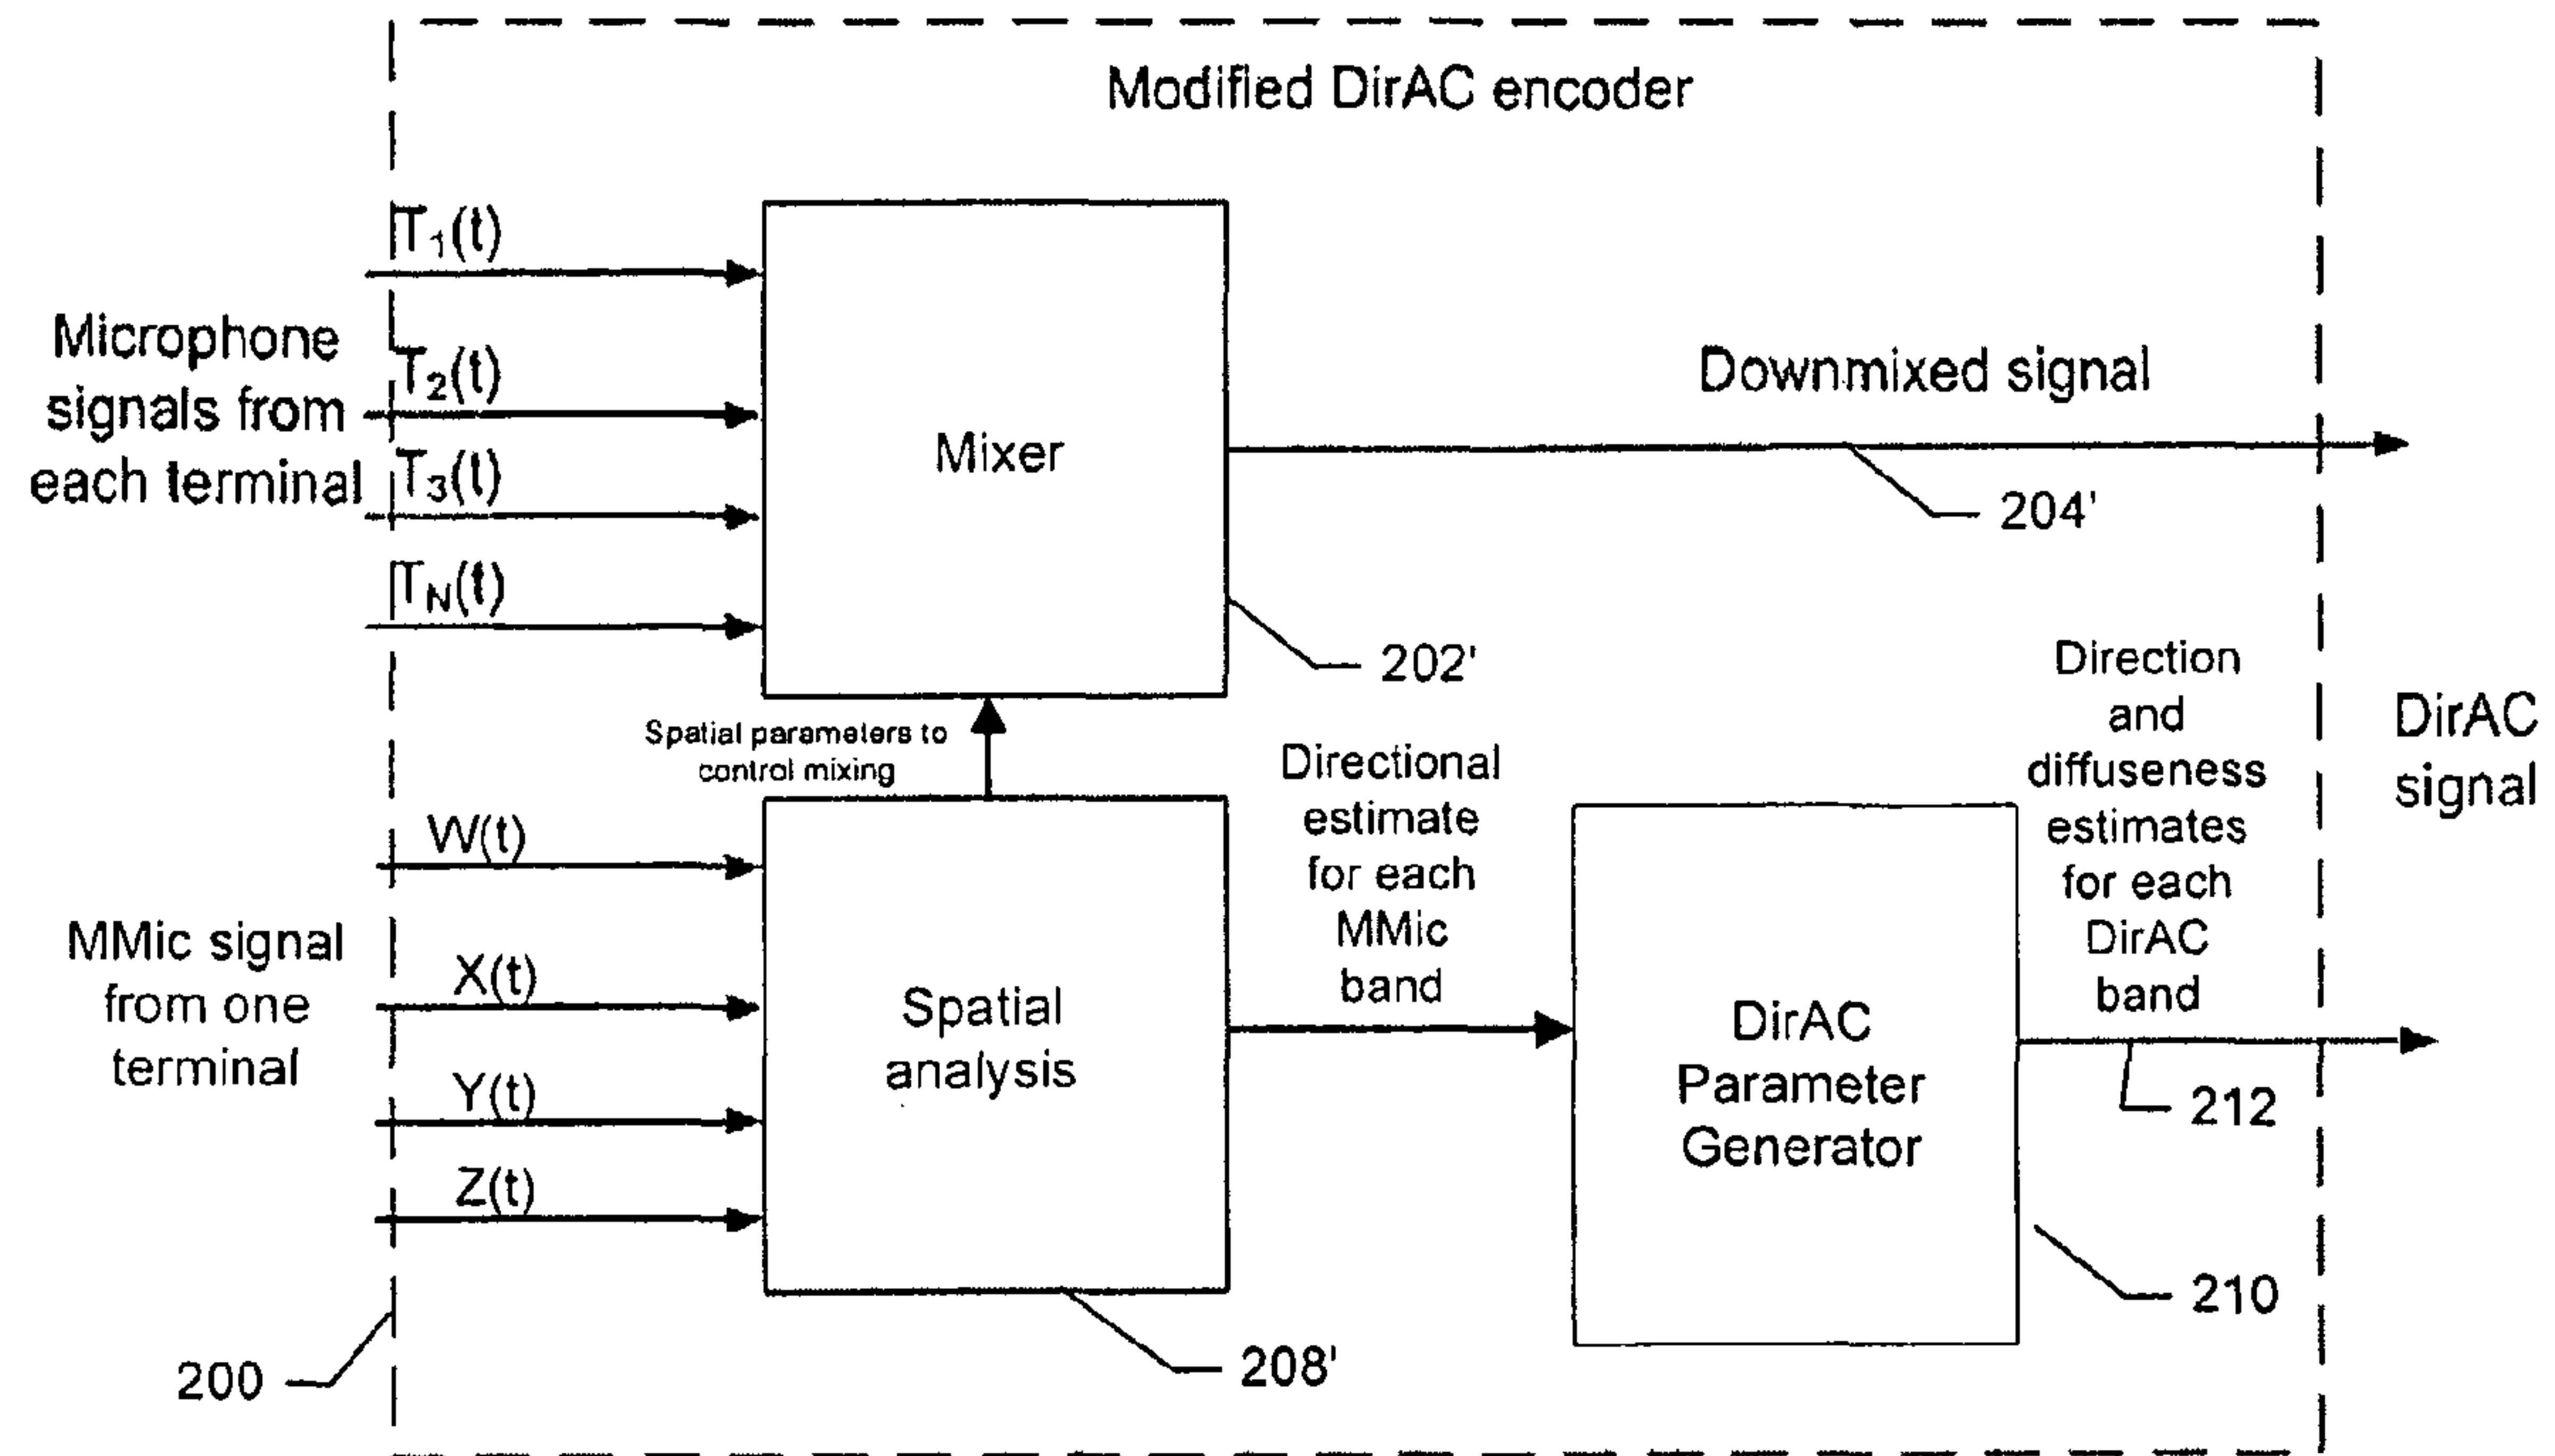 Modified DirAC encoder
T₁(t)
Microphone
signals from
each terminal
T₂(t)
T₃(t)
T_N(t)
Mixer
Downmixed signal
204'
202'
Spatial parameters to
control mixing
Directional
estimate
for each
MMic
band
Direction
and
diffuseness
estimates
for each
DirAC
band
DirAC
signal
MMic signal
from one
terminal
W(t)
X(t)
Y(t)
Z(t)
Spatial
analysis
DirAC
Parameter
Generator
212
210
208'
200